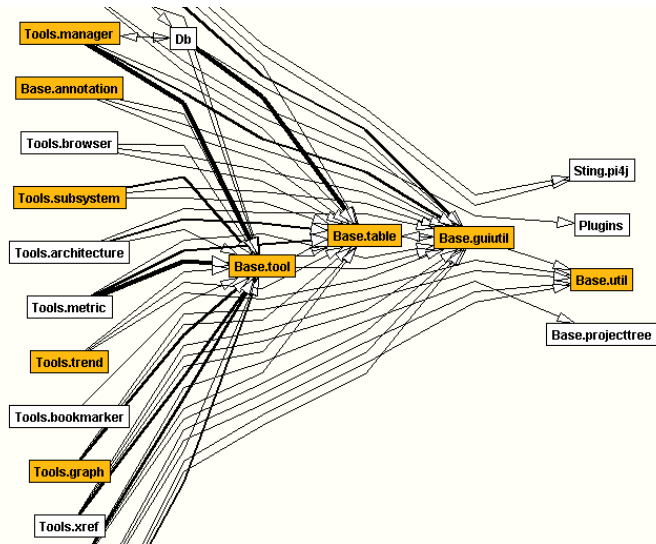 Tools.manager
Db
Base.annotation
Tools.browser
Sting.pi4j
Tools.subsystem
Plugins
Base.table
Base.guiutil
Tools.architecture
Base.tool
Base.util
Tools.metric
Base.projecttree
Tools.trend
Tools.bookmarker
Tools.graph
Tools.xref